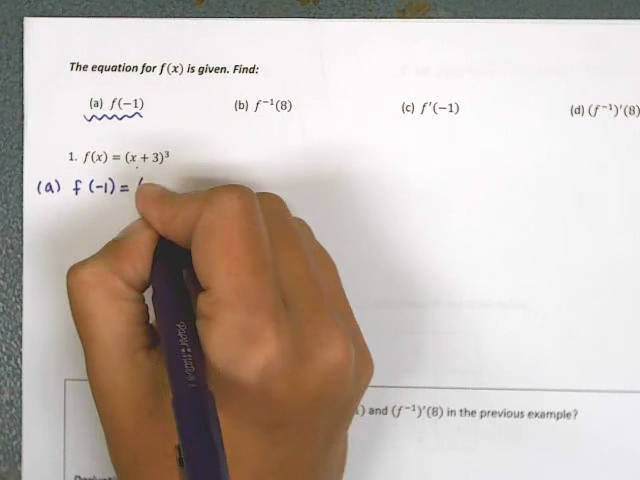 The equation for f(x) is given. Find:
(a) f(−1) (b) f⁻¹(8) (c) f′(−1) (d) (f⁻¹)′(8)
1. f(x) = (x + 3)³
(a) f(-1) = (
) and (f⁻¹)′(8) in the previous example?